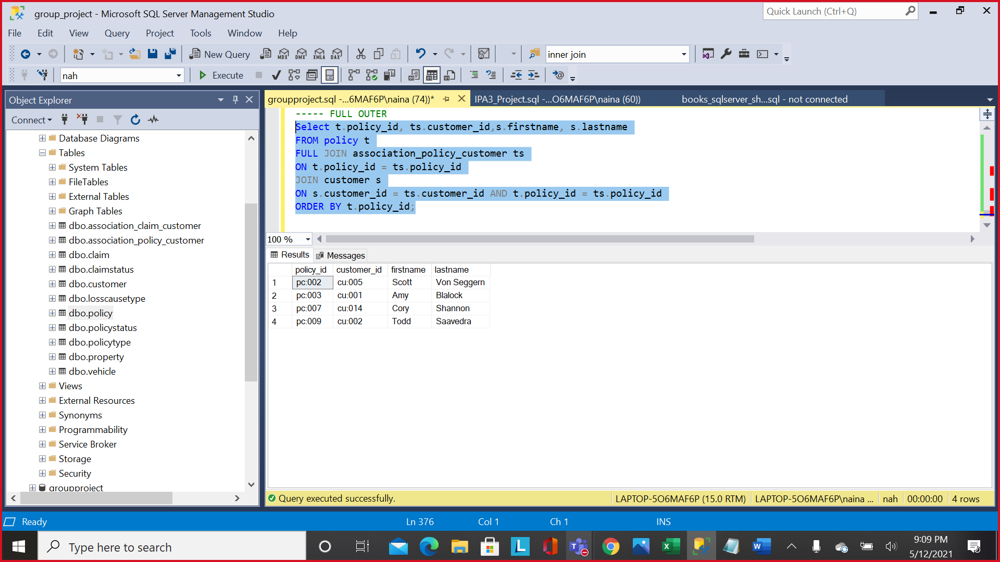 group_project - Microsoft SQL Server Management Studio
Quick Launch (Ctrl+Q)
File Edit View Query Project Tools Window Help
New Query MDX DMX XMLA DAX inner join
nah Execute
Object Explorer
Connect
Database Diagrams
Tables
System Tables
FileTables
External Tables
Graph Tables
dbo.association_claim_customer
dbo.association_policy_customer
dbo.claim
dbo.claimstatus
dbo.customer
dbo.losscausetype
dbo.policy
dbo.policystatus
dbo.policytype
dbo.property
dbo.vehicle
Views
External Resources
Synonyms
Programmability
Service Broker
Storage
Security
groupproject
groupproject.sql -...6MAF6P\naina (74))* IPA3_Project.sql -...O6MAF6P\naina (60)) books_sqlserver_sh...sql - not connected
----- FULL OUTER
Select t.policy_id, ts.customer_id,s.firstname, s.lastname
FROM policy t
FULL JOIN association_policy_customer ts
ON t.policy_id = ts.policy_id
JOIN customer s
ON s.customer_id = ts.customer_id AND t.policy_id = ts.policy_id
ORDER BY t.policy_id;
100 %
Results Messages
policy_id customer_id firstname lastname
1 pc:002 cu:005 Scott Von Seggern
2 pc:003 cu:001 Amy Blalock
3 pc:007 cu:014 Cory Shannon
4 pc:009 cu:002 Todd Saavedra
Query executed successfully. LAPTOP-5O6MAF6P (15.0 RTM) LAPTOP-5O6MAF6P\naina ... nah 00:00:00 4 rows
Ready Ln 376 Col 1 Ch 1 INS
Type here to search
9:09 PM
5/12/2021